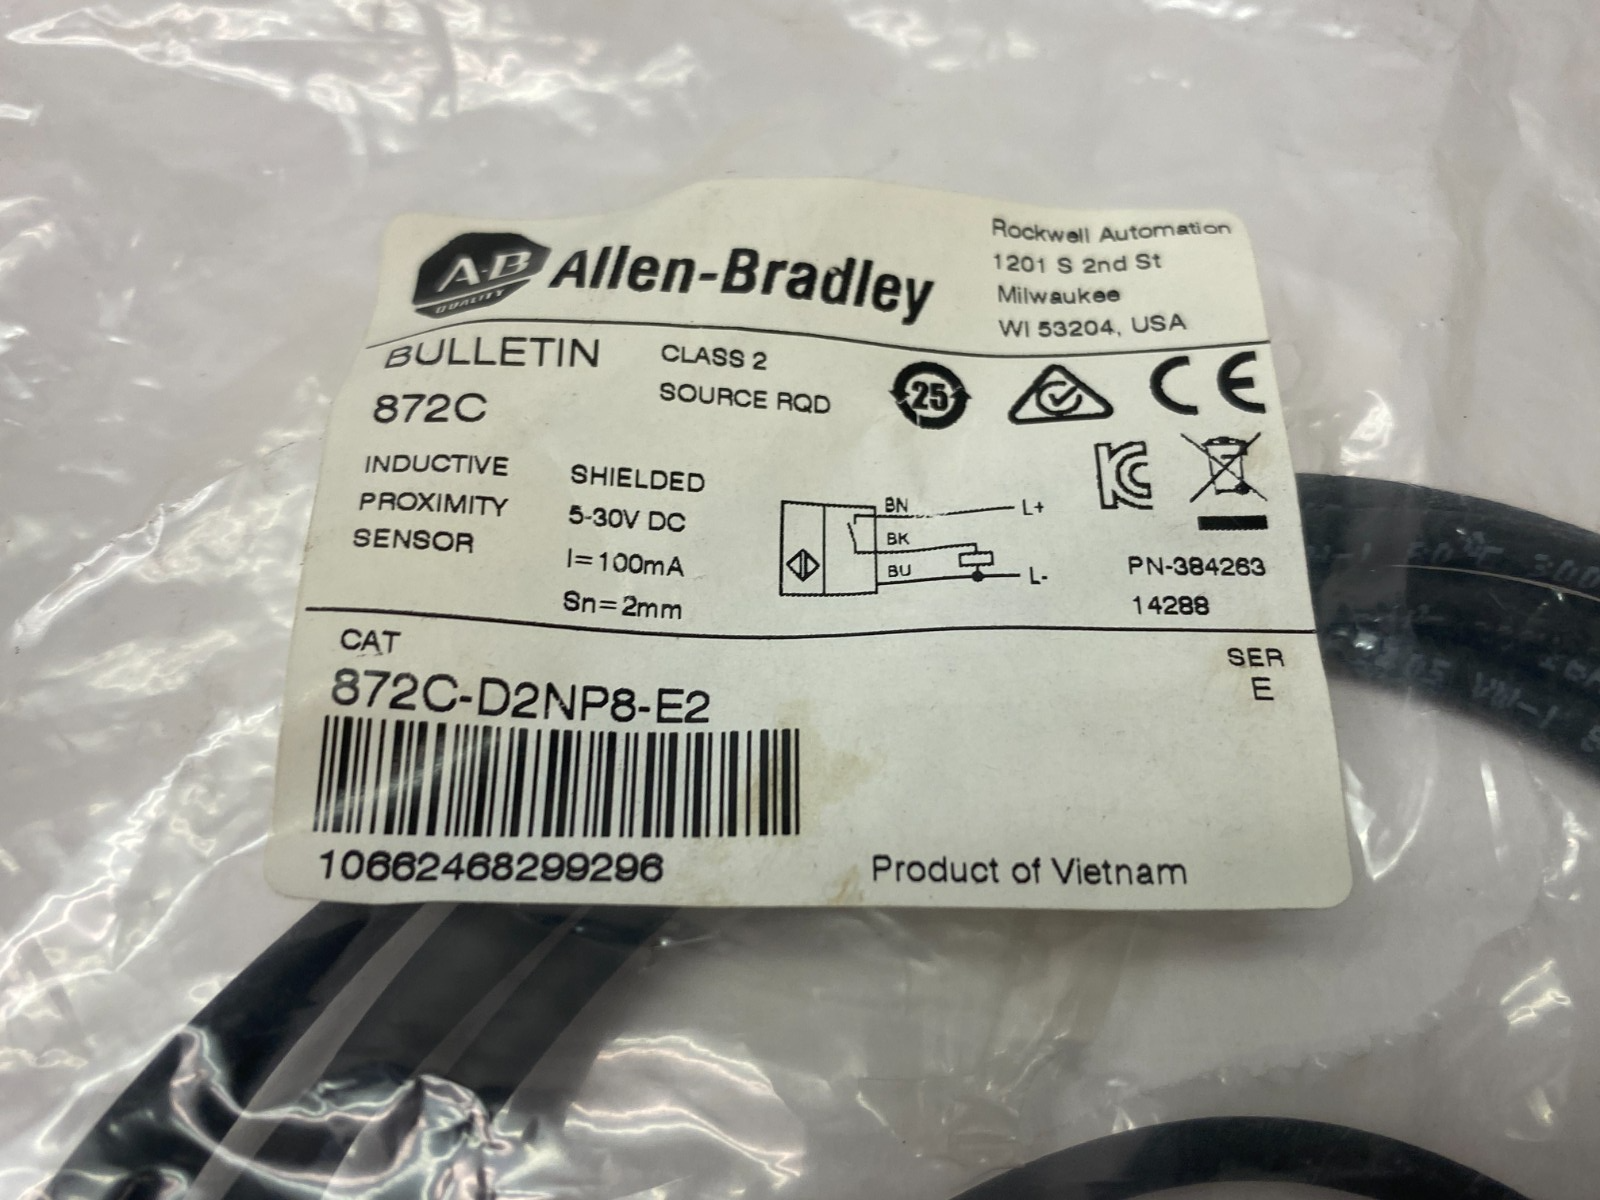 A-B
QUALITY
Allen-Bradley
Rockwell Automation
1201 S 2nd St
Milwaukee
WI 53204, USA
BULLETIN
872C
CLASS 2
SOURCE RQD
25
CE
INDUCTIVE
PROXIMITY
SENSOR
SHIELDED
5-30V DC
I=100mA
Sn=2mm
BN
L+
BK
BU
L-
KC
PN-384263
14288
CAT
872C-D2NP8-E2
SER
E
10662468299296
Product of Vietnam